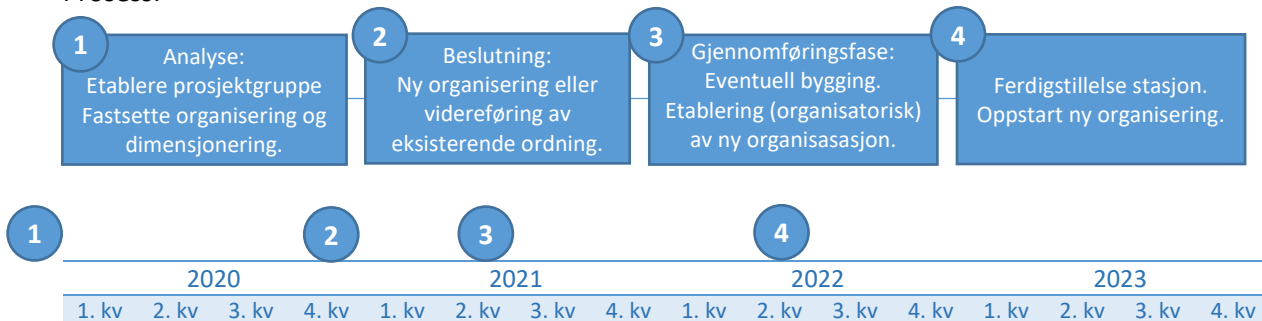 1
Analyse:
Etablere prosjektgruppe
Fastsette organisering og
dimensjonering.
2
Beslutning:
Ny organisering eller
videreføring av
eksisterende ordning.
3
Gjennomføringsfase:
Eventuell bygging.
Etablering (organisatorisk)
av ny organisasasjon.
4
Ferdigstillelse stasjon.
Oppstart ny organisering.
1 2 3 4
2020 2021 2022 2023
1. kv 2. kv 3. kv 4. kv 1. kv 2. kv 3. kv 4. kv 1. kv 2. kv 3. kv 4. kv 1. kv 2. kv 3. kv 4. kv